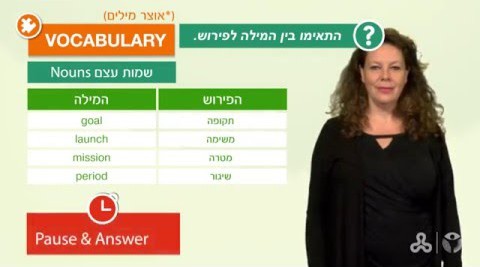 (*אוצר מילים)
VOCABULARY
התאימו בין המילה לפירוש.
?
שמות עצם Nouns
המילה הפירוש
goal תקופה
launch משימה
mission מטרה
period שיגור
Pause & Answer